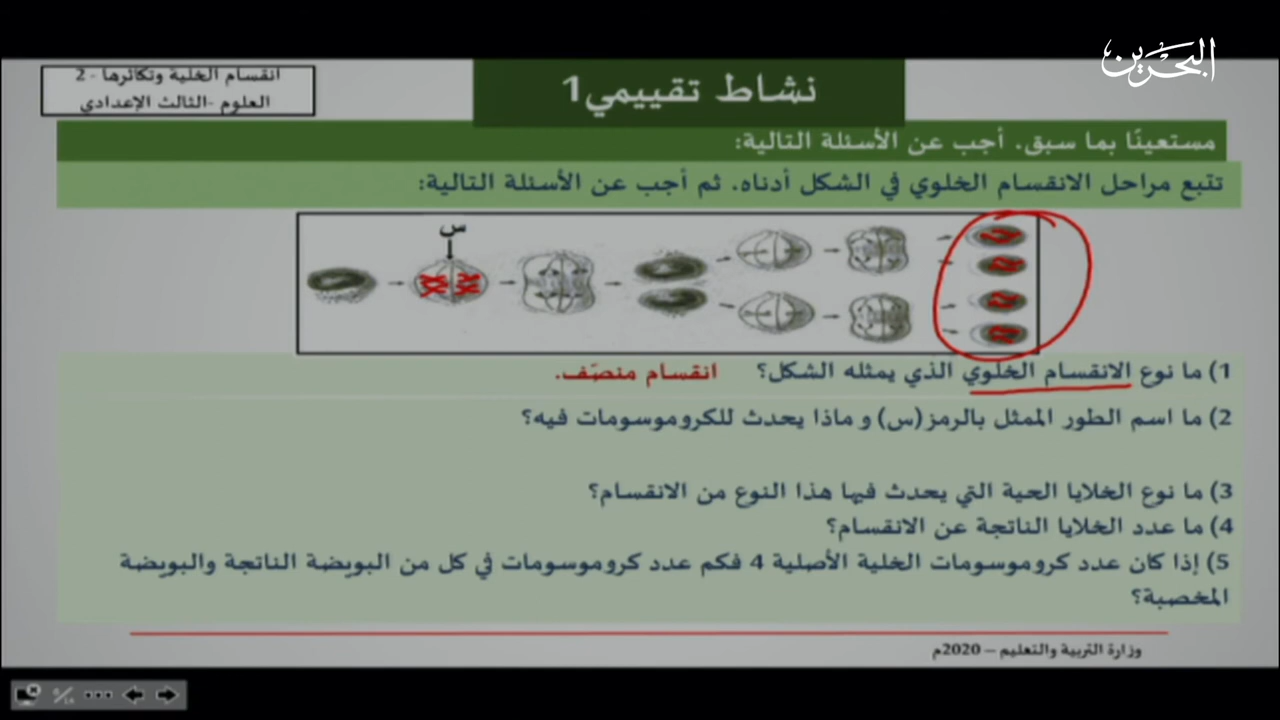 البحرين
انقسام الخلية وتكاثرها - 2
العلوم -الثالث الإعدادي
نشاط تقييمي1
مستعينًا بما سبق. أجب عن الأسئلة التالية:
تتبع مراحل الانقسام الخلوي في الشكل أدناه. ثم أجب عن الأسئلة التالية:
س
1) ما نوع الانقسام الخلوي الذي يمثله الشكل؟ انقسام منصّف.
2) ما اسم الطور الممثل بالرمز(س) و ماذا يحدث للكروموسومات فيه؟
3) ما نوع الخلايا الحية التي يحدث فيها هذا النوع من الانقسام؟
4) ما عدد الخلايا الناتجة عن الانقسام؟
5) إذا كان عدد كروموسومات الخلية الأصلية 4 فكم عدد كروموسومات في كل من البويضة الناتجة والبويضة
المخصبة؟
وزارة التربية والتعليم – 2020م